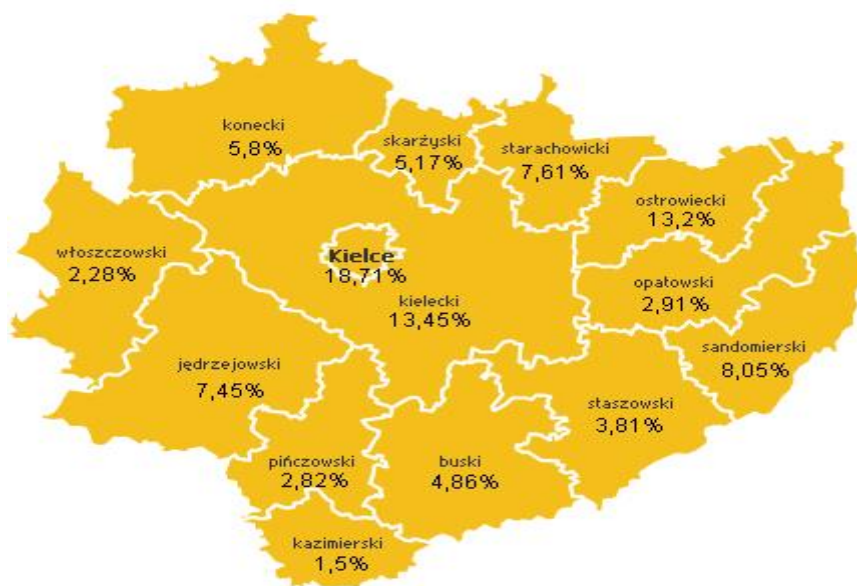 konecki
5,8%
skarżyski
5,17%
starachowicki
7,61%
ostrowiecki
13,2%
włoszczowski
2,28%
Kielce
18,71%
kielecki
13,45%
opatowski
2,91%
sandomierski
8,05%
jędrzejowski
7,45%
staszowski
3,81%
pińczowski
2,82%
buski
4,86%
kazimierski
1,5%